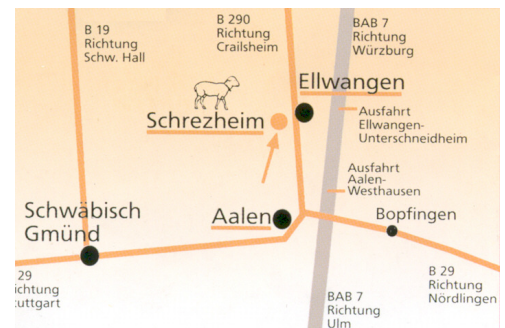 B 19
Richtung
Schw. Hall
B 290
Richtung
Crailsheim
BAB 7
Richtung
Würzburg
Ellwangen
Schrezheim
Ausfahrt
Ellwangen-
Unterschneidheim
Ausfahrt
Aalen-
Westhausen
Schwäbisch
Gmünd
Aalen
Bopfingen
29
ichtung
tuttgart
B 29
Richtung
Nördlingen
BAB 7
Richtung
Ulm